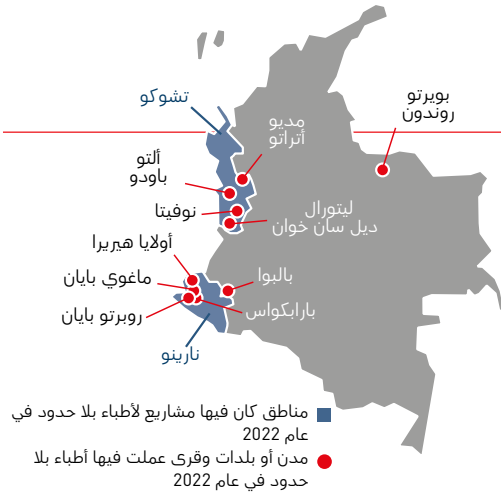 تشوكو
بويرتو
روندون
مديو
أتراتو
ألتو
باودو
نوفيتا
ليتورال
ديل سان خوان
أولايا هيريرا
ماغوي بايان
بالبوا
روبرتو بايان
بارابكواس
نارينو
مناطق كان فيها مشاريع لأطباء بلا حدود في
عام 2022
مدن أو بلدات وقرى عملت فيها أطباء بلا
حدود في عام 2022